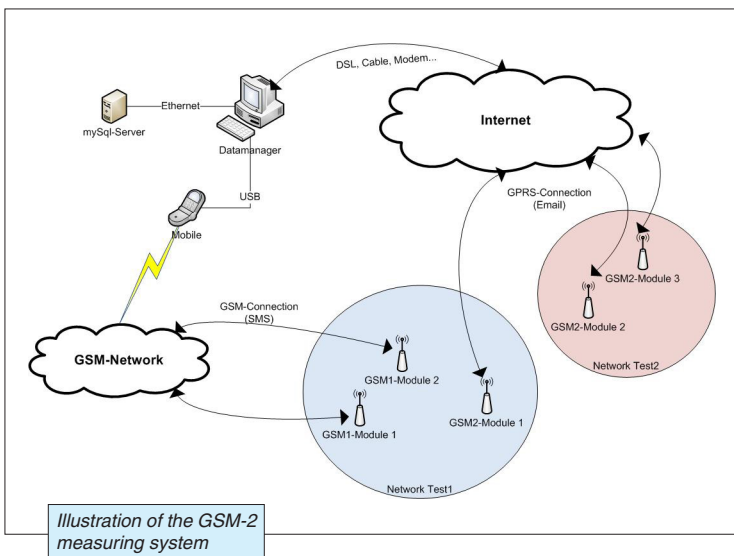 DSL, Cable, Modem...
Internet
Ethernet
mySql-Server
Datamanager
USB
GPRS-Connection
(Email)
Mobile
GSM2-Module 3
GSM2-Module 2
GSM-Connection
(SMS)
GSM-Network
Network Test2
GSM1-Module 2
GSM1-Module 1
GSM2-Module 1
Network Test1
Illustration of the GSM-2
measuring system